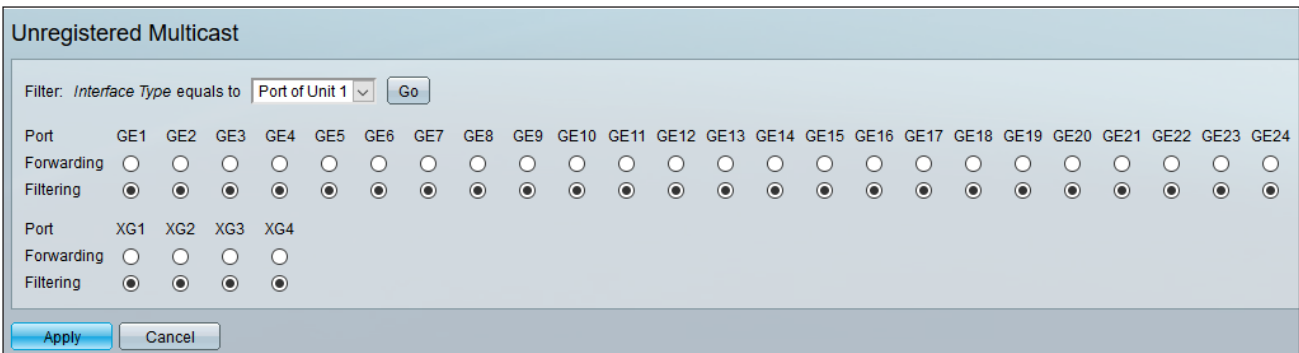 Unregistered Multicast
Filter: Interface Type equals to Port of Unit 1 Go
Port GE1 GE2 GE3 GE4 GE5 GE6 GE7 GE8 GE9 GE10 GE11 GE12 GE13 GE14 GE15 GE16 GE17 GE18 GE19 GE20 GE21 GE22 GE23 GE24
Forwarding
Filtering
Port XG1 XG2 XG3 XG4
Forwarding
Filtering
Apply Cancel